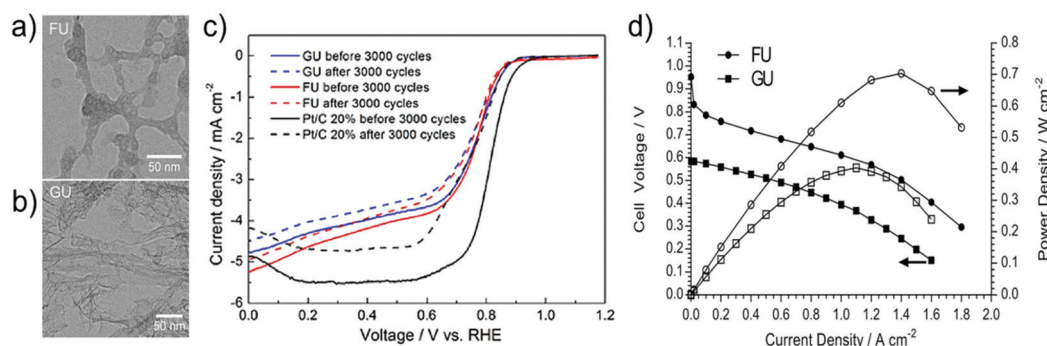 a)
FU
50 nm
b)
GU
50 nm
c)
GU before 3000 cycles
GU after 3000 cycles
FU before 3000 cycles
FU after 3000 cycles
Pt/C 20% before 3000 cycles
Pt/C 20% after 3000 cycles
Current density / mA cm-2
0
-1
-2
-3
-4
-5
-6
0.0 0.2 0.4 0.6 0.8 1.0 1.2
Voltage / V vs. RHE
d)
FU
GU
Cell Voltage / V
1.1
1.0
0.9
0.8
0.7
0.6
0.5
0.4
0.3
0.2
0.1
0.0
0.0 0.2 0.4 0.6 0.8 1.0 1.2 1.4 1.6 1.8 2.0
Current Density / A cm-2
0.8
0.7
0.6
0.5
0.4
0.3
0.2
0.1
0.0
Power Density / W cm-2